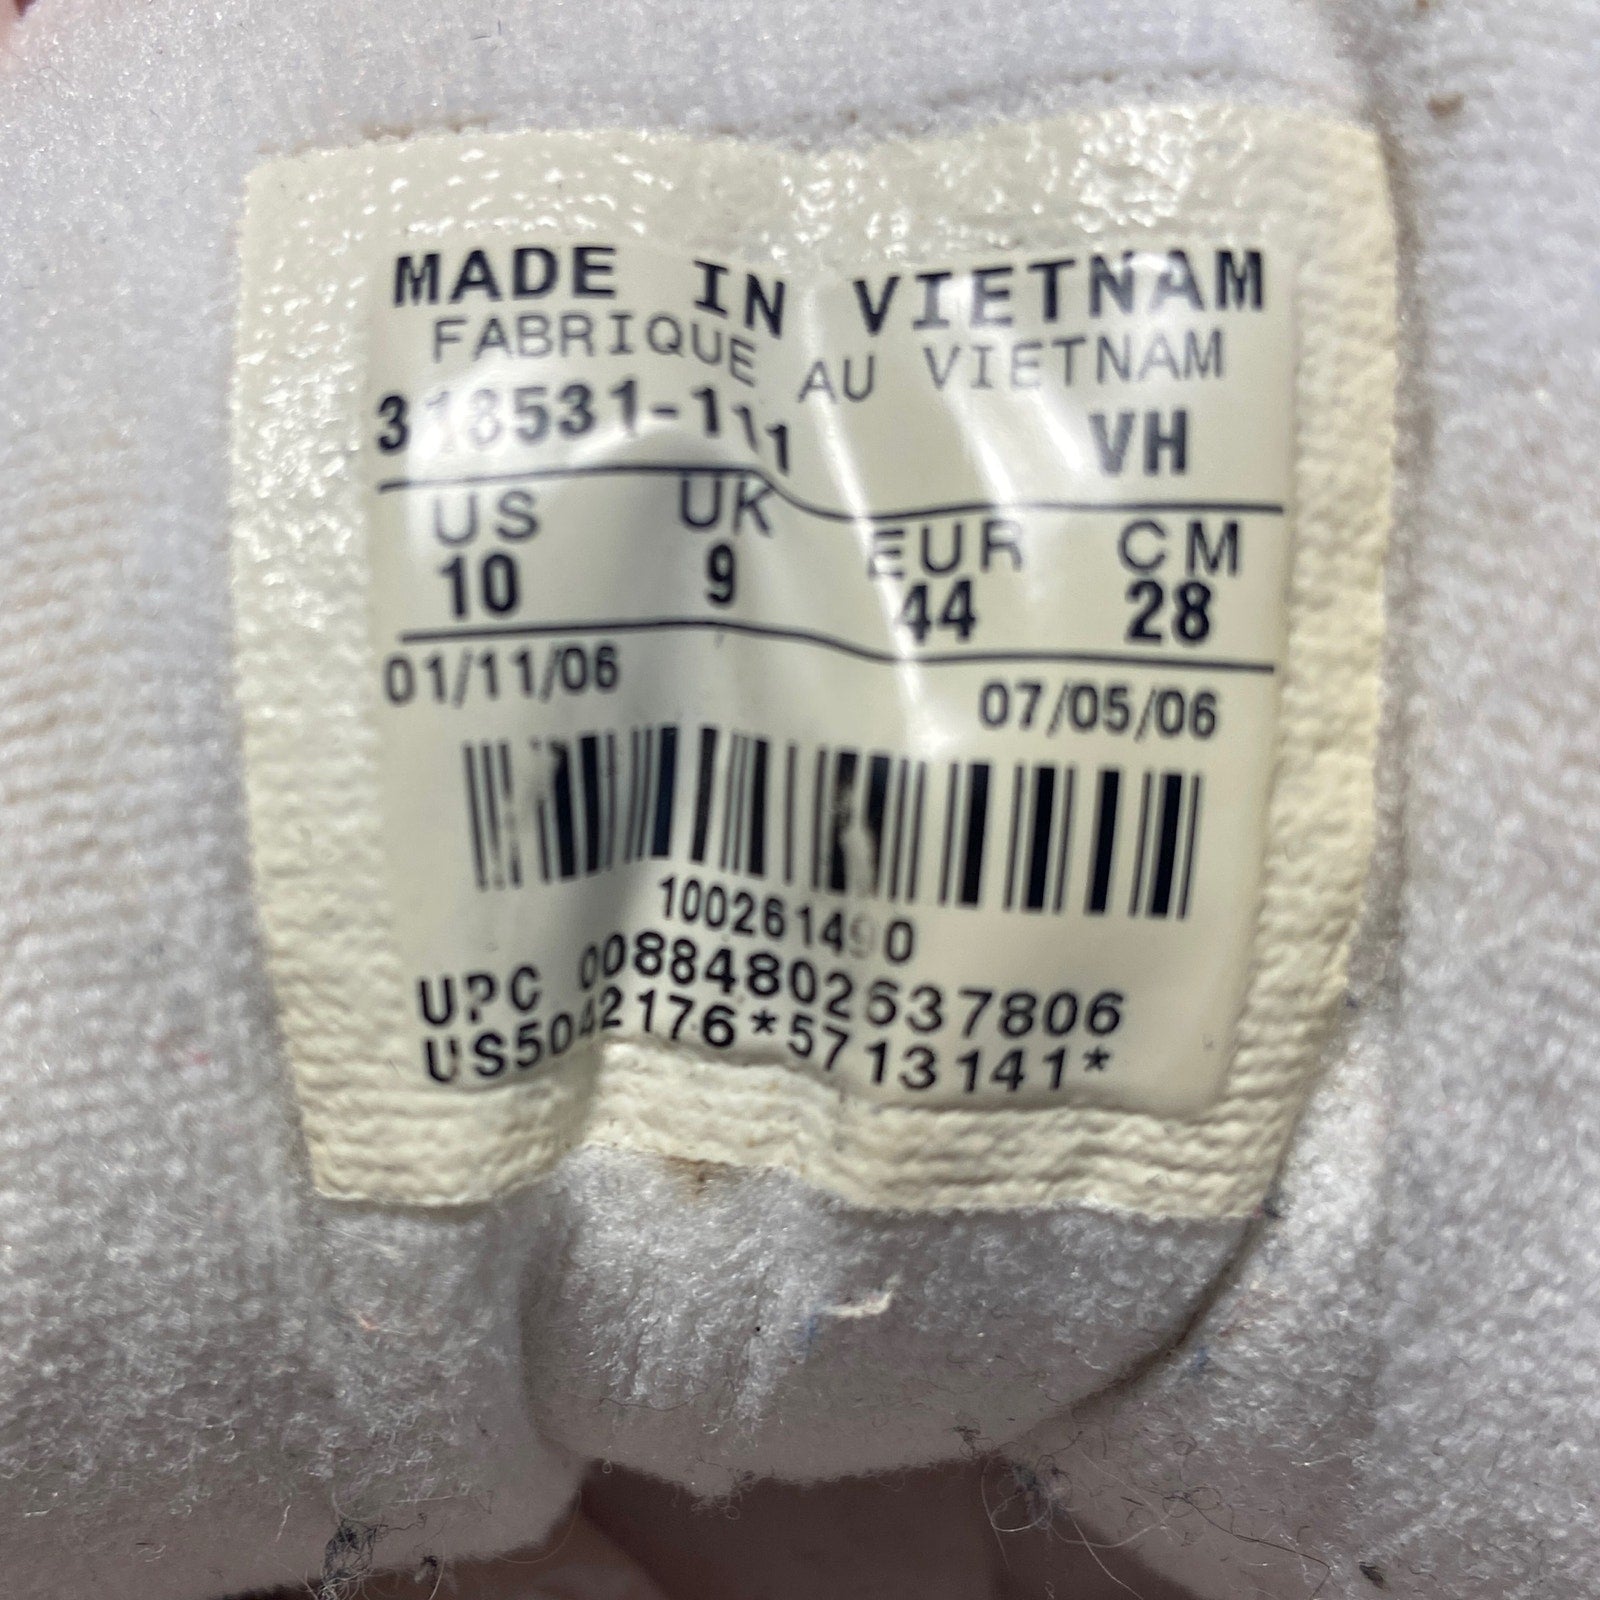 MADE IN VIETNAM
FABRIQUE AU VIETNAM
318531-111 VH
US UK EUR CM
10 9 44 28
01/11/06 07/05/06
100261490
UPC 00884802637806
US5042176*5713141*